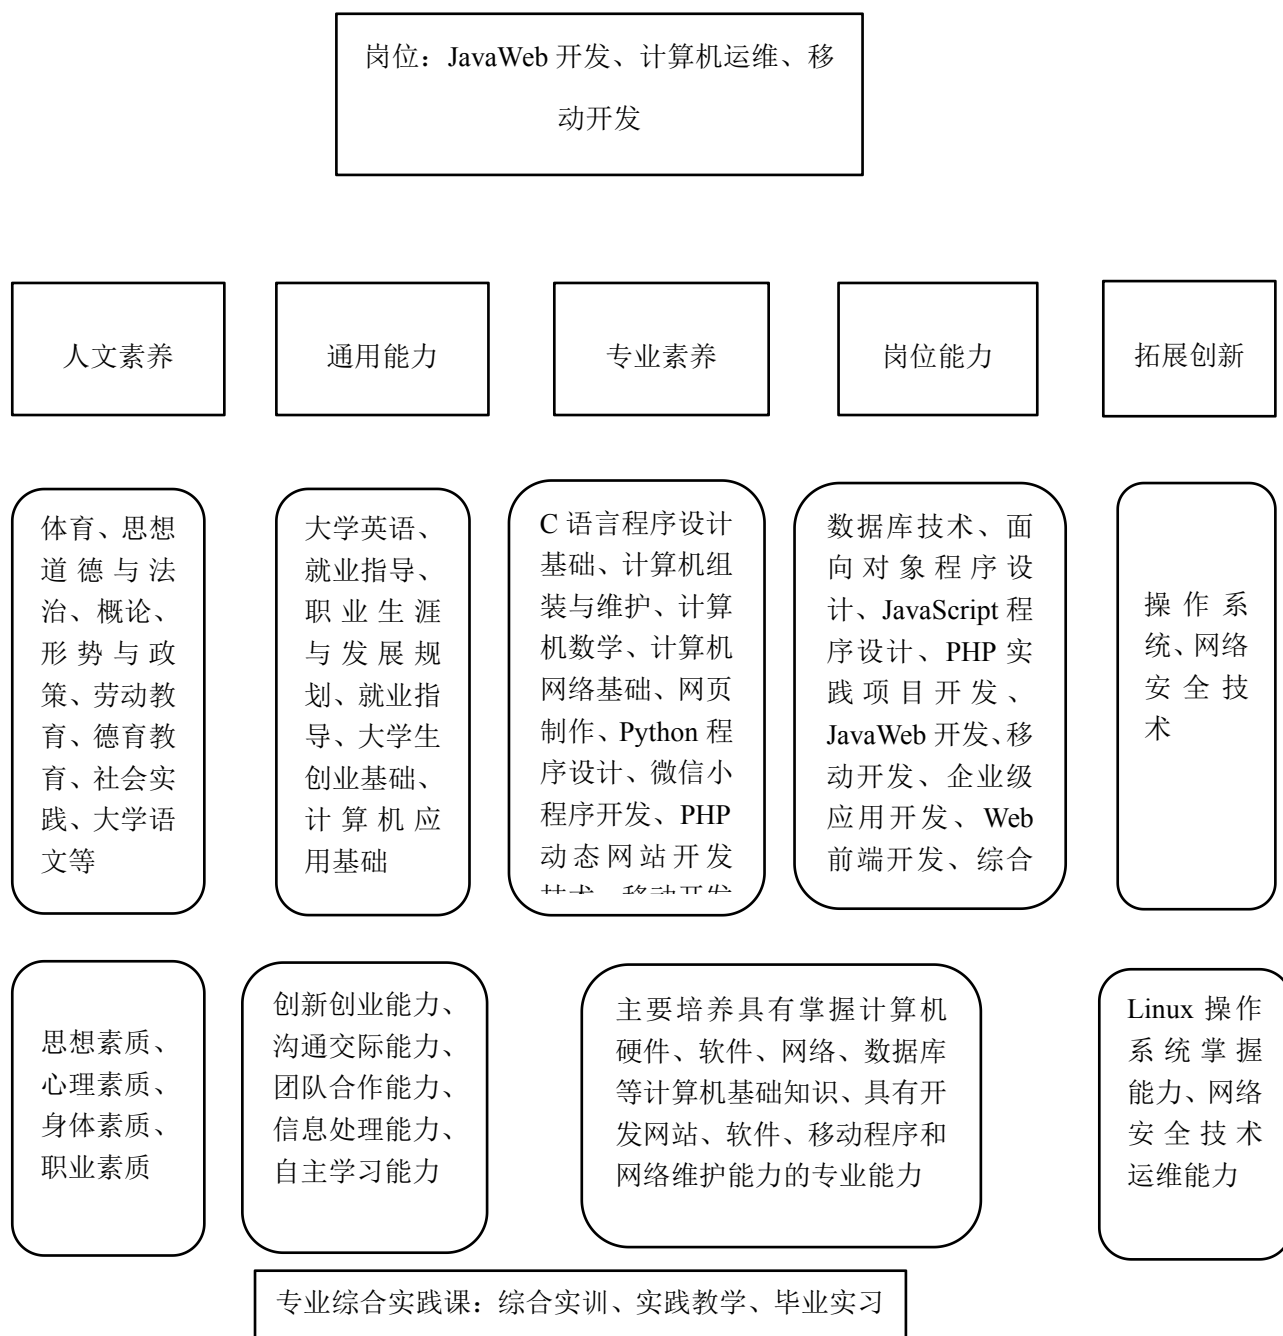 岗位：JavaWeb 开发、计算机运维、移
动开发
人文素养
通用能力
专业素养
岗位能力
拓展创新
体育、思想
道德与法
治、概论、
形势与政
策、劳动教
育、德育教
育、社会实
践、大学语
文等
大学英语、
就业指导、
职业生涯
与发展规
划、就业指
导、大学生
创业基础、
计算机应
用基础
C 语言程序设计
基础、计算机组
装与维护、计算
机数学、计算机
网络基础、网页
制作、Python 程
序设计、微信小
程序开发、PHP
动态网站开发
技术、移动开发
数据库技术、面
向对象程序设
计、JavaScript 程
序设计、PHP 实
践项目开发、
JavaWeb 开发、移
动开发、企业级
应用开发、Web
前端开发、综合
操作系
统、网络
安全技
术
思想素质、
心理素质、
身体素质、
职业素质
创新创业能力、
沟通交际能力、
团队合作能力、
信息处理能力、
自主学习能力
主要培养具有掌握计算机
硬件、软件、网络、数据库
等计算机基础知识、具有开
发网站、软件、移动程序和
网络维护能力的专业能力
Linux 操作
系统掌握
能力、网络
安全技术
运维能力
专业综合实践课：综合实训、实践教学、毕业实习